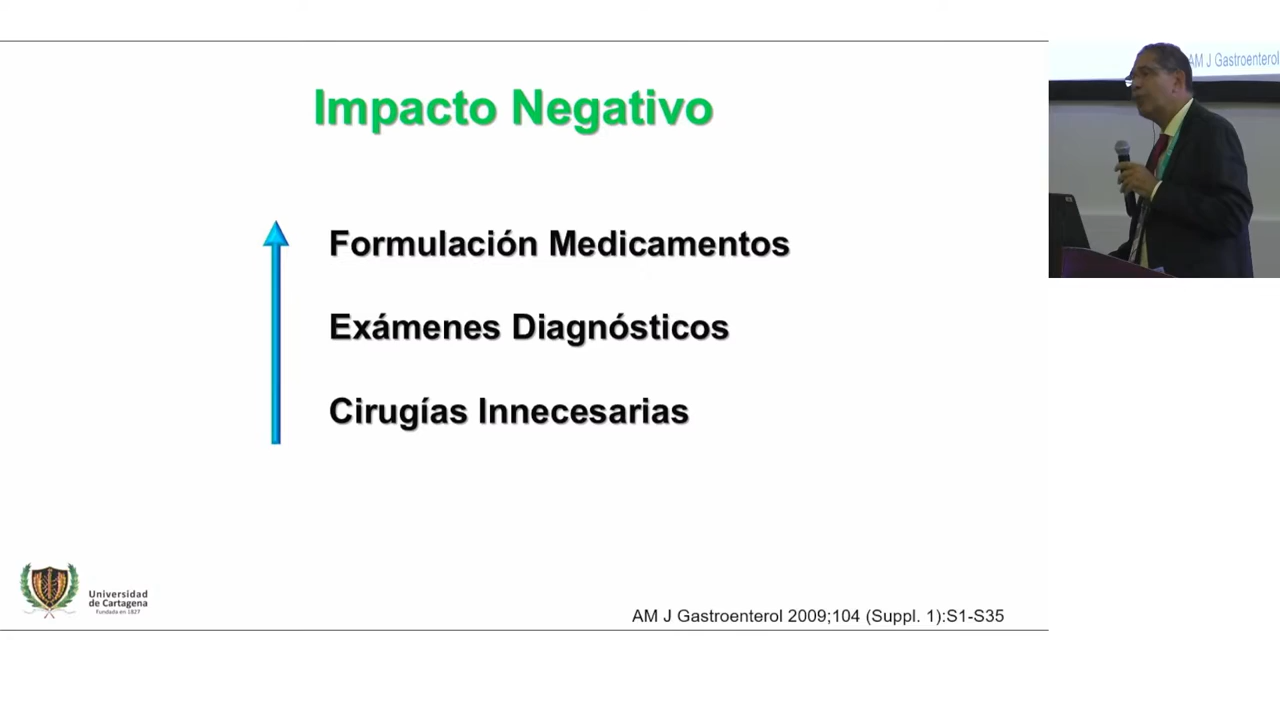 Impacto Negativo
AM J Gastroenterol
Formulación Medicamentos
Exámenes Diagnósticos
Cirugías Innecesarias
Universidad
de Cartagena
Fundada en 1827
AM J Gastroenterol 2009;104 (Suppl. 1):S1-S35